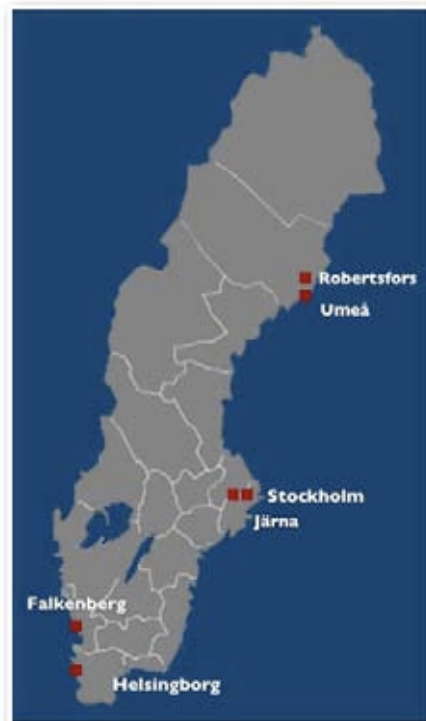 Robertsfors
Umeå
Stockholm
Järna
Falkenberg
Helsingborg